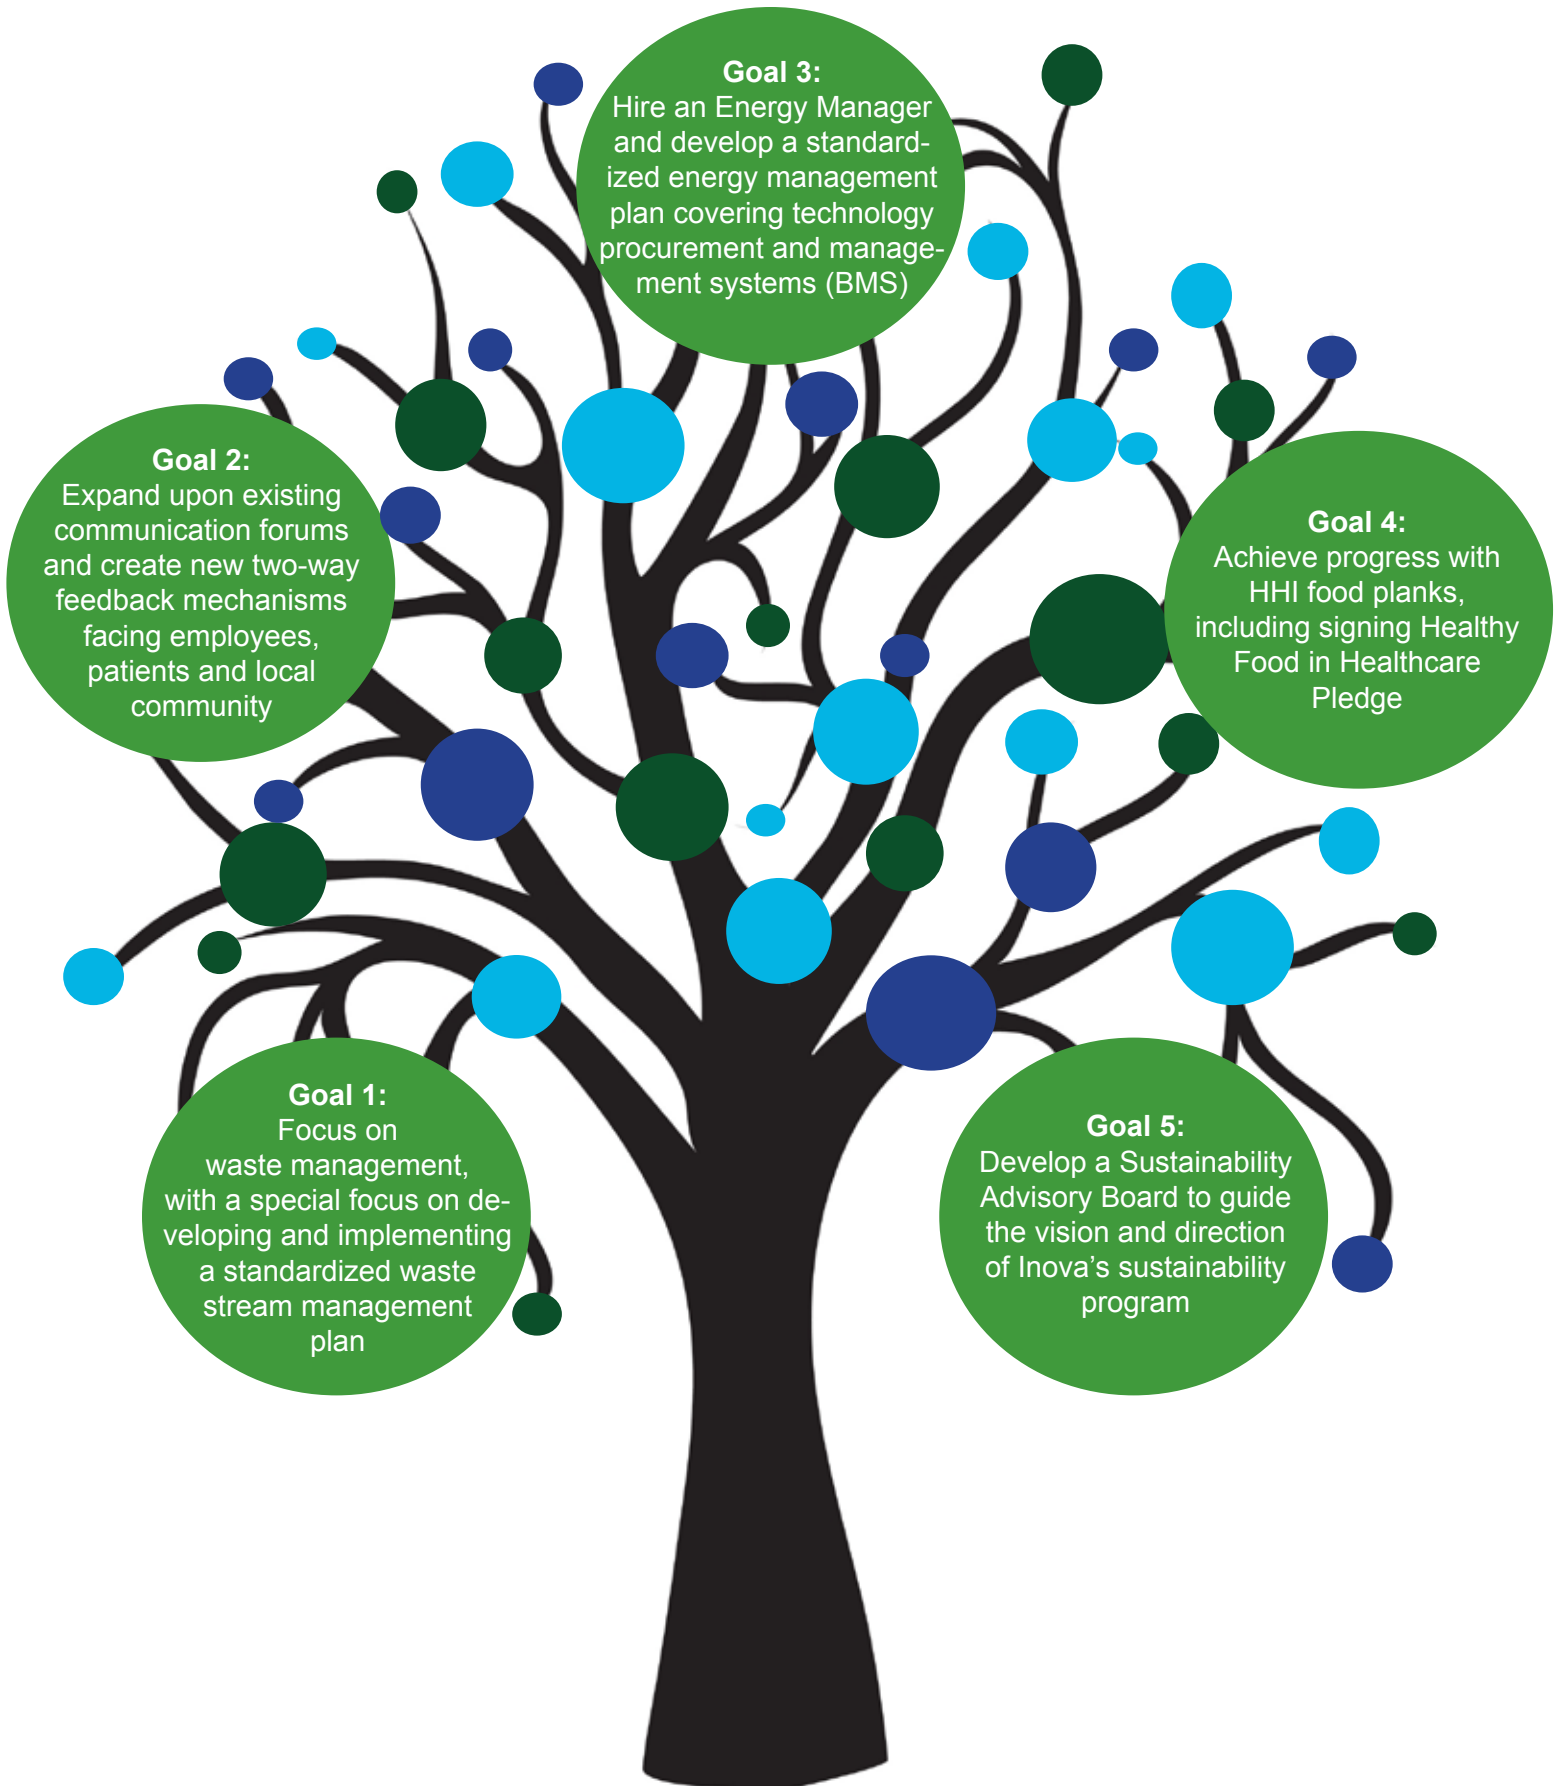 Goal 3:
Hire an Energy Manager
and develop a standard-
ized energy management
plan covering technology
procurement and manage-
ment systems (BMS)
Goal 2:
Expand upon existing
communication forums
and create new two-way
feedback mechanisms
facing employees,
patients and local
community
Goal 4:
Achieve progress with
HHI food planks,
including signing Healthy
Food in Healthcare
Pledge
Goal 1:
Focus on
waste management,
with a special focus on de-
veloping and implementing
a standardized waste
stream management
plan
Goal 5:
Develop a Sustainability
Advisory Board to guide
the vision and direction
of Inova’s sustainability
program